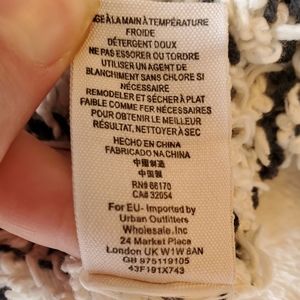 GE À LA MAIN À TEMPÉRATURE
FROIDE
DÉTERGENT DOUX
NE PAS ESSORER OU TORDRE
UTILISER UN AGENT DE
BLANCHIMENT SANS CHLORE SI
NÉCESSAIRE
REMODELER ET SÉCHER À PLAT
FAIBLE COMME FER NÉCESSAIRES
POUR OBTENIR LE MEILLEUR
RÉSULTAT, NETTOYER À SEC
HECHO EN CHINA
FABRICADO NA CHINA
中國製造
中国製
RN# 66170
CA# 32054
For EU - Imported by
Urban Outfitters
Wholesale, Inc
24 Market Place
London UK W1W 8AN
GB 975119105
43F191X743